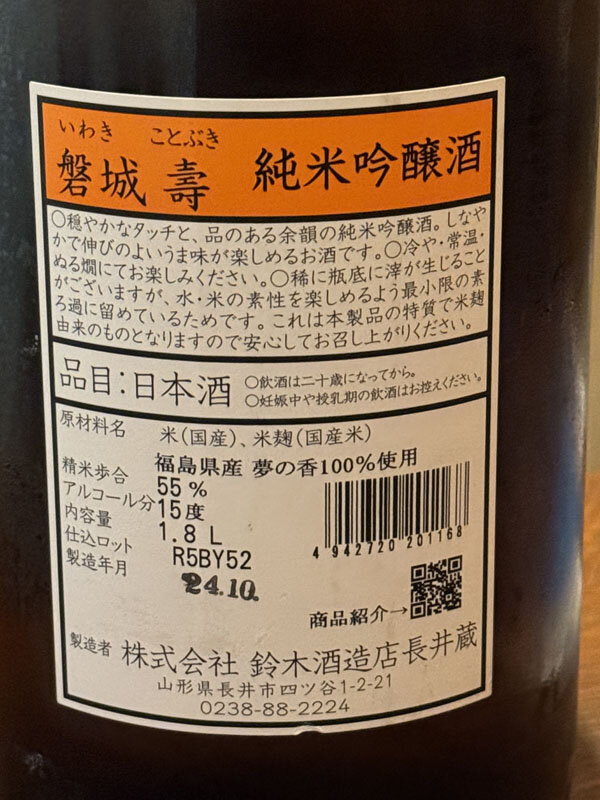 いわき ことぶき
磐城 壽 純米吟醸酒
○穏やかなタッチと、品のある余韻の純米吟醸酒。しなや
かで伸びのよいうま味が楽しめるお酒です。○冷や・常温・
ぬる燗にてお楽しみください。○稀に瓶底に滓が生じること
がございますが、水・米の素性を楽しめるよう最小限の素
ろ過に留めているためです。これは本製品の特質で米麹
由来のものとなりますので安心してお召し上がりください。
品目:日本酒
○飲酒は二十歳になってから。
○妊娠中や授乳期の飲酒はお控えください。
原材料名 米(国産)、米麹(国産米)
福島県産 夢の香100%使用
精米歩合 55%
アルコール分 15度
内容量 1.8L
仕込ロット R5BY52
製造年月 24.10.
4 942720 201168
商品紹介→
製造者 株式会社 鈴木酒造店長井蔵
山形県長井市四ツ谷1-2-21
0238-88-2224